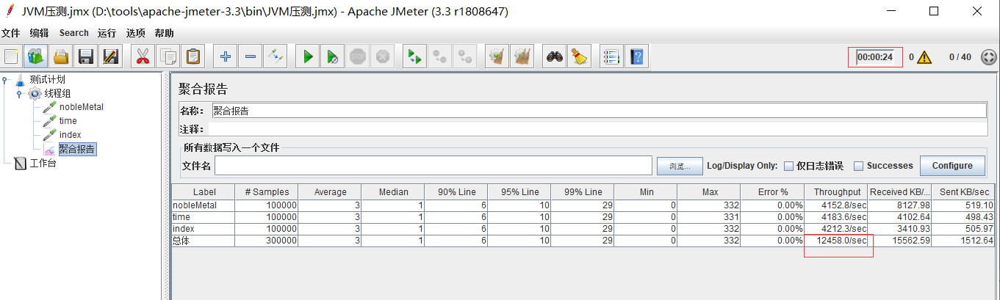 JVM压测.jmx (D:\tools\apache-jmeter-3.3\bin\JVM压测.jmx) - Apache JMeter (3.3 r1808647)
文件 编辑 Search 运行 选项 帮助
STOP
00:00:24 0 0 / 40
测试计划
线程组
nobleMetal
time
index
聚合报告
工作台
聚合报告
名称： 聚合报告
注释：
所有数据写入一个文件
文件名 浏览... Log/Display Only: 仅日志错误 Successes Configure
Label # Samples Average Median 90% Line 95% Line 99% Line Min Max Error % Throughput Received KB/... Sent KB/sec
nobleMetal 100000 3 1 6 10 29 0 332 0.00% 4152.8/sec 8127.98 519.10
time 100000 3 1 6 10 29 0 331 0.00% 4183.6/sec 4102.64 498.43
index 100000 3 1 6 10 29 0 332 0.00% 4212.3/sec 3410.93 505.97
总体 300000 3 1 6 10 29 0 332 0.00% 12458.0/sec 15562.59 1512.64